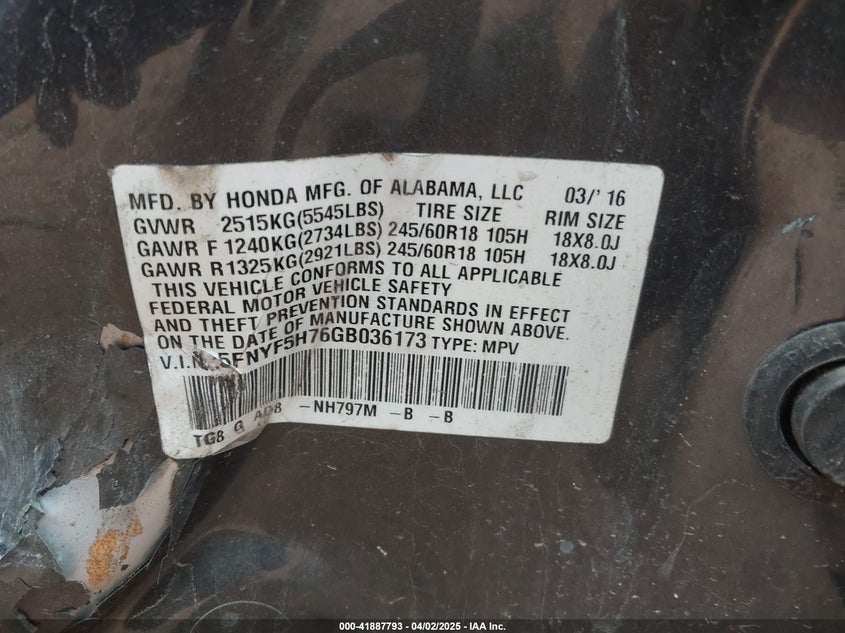 MFD. BY HONDA MFG. OF ALABAMA, LLC 03/' 16
GVWR 2515KG(5545LBS) TIRE SIZE RIM SIZE
GAWR F 1240KG(2734LBS) 245/60R18 105H 18X8.0J
GAWR R1325KG(2921LBS) 245/60R18 105H 18X8.0J
THIS VEHICLE CONFORMS TO ALL APPLICABLE
FEDERAL MOTOR VEHICLE SAFETY
AND THEFT PREVENTION STANDARDS IN EFFECT
ON THE DATE OF MANUFACTURE SHOWN ABOVE.
5FNYF5H76GB036173 TYPE: MPV
TG8 G -NH797M -B -B
000-41887793 - 04/02/2025 - IAA Inc.